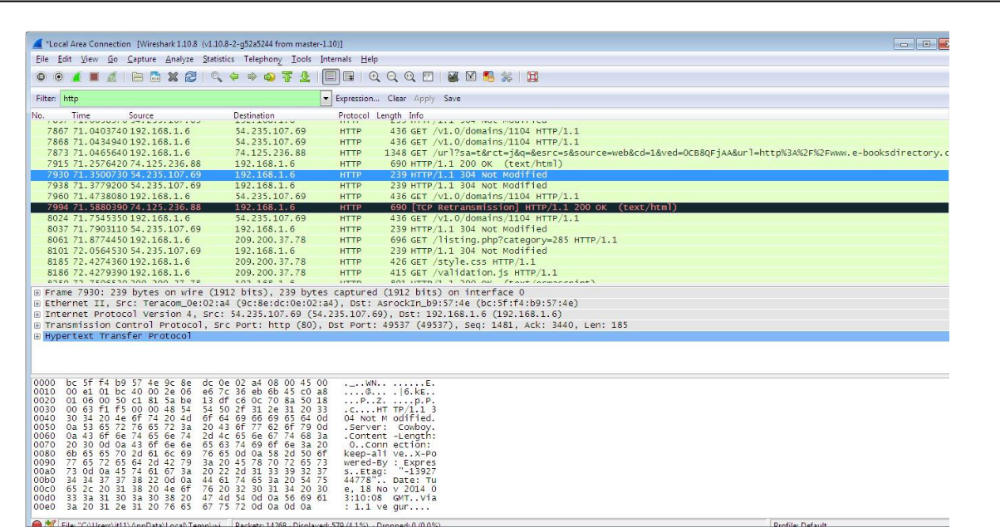 *Local Area Connection [Wireshark 1.10.8 (v1.10.8-2-g52a5244 from master-1.10)]
File Edit View Go Capture Analyze Statistics Telephony Tools Internals Help
Filter: http Expression... Clear Apply Save
No. Time Source Destination Protocol Length Info
7867 71.0403740 192.168.1.6 54.235.107.69 HTTP 436 GET /v1.0/domains/1104 HTTP/1.1
7868 71.0434940 192.168.1.6 54.235.107.69 HTTP 436 GET /v1.0/domains/1104 HTTP/1.1
7873 71.0465640 192.168.1.6 74.125.236.88 HTTP 1348 GET /url?sa=t&rct=j&q=&esrc=s&source=web&cd=1&ved=0CB8QFjAA&url=http%3A%2F%2Fwww.e-booksdirectory.c
7915 71.2576420 74.125.236.88 192.168.1.6 HTTP 690 HTTP/1.1 200 OK (text/html)
7930 71.3500730 54.235.107.69 192.168.1.6 HTTP 239 HTTP/1.1 304 Not Modified
7938 71.3779200 54.235.107.69 192.168.1.6 HTTP 239 HTTP/1.1 304 Not Modified
7960 71.4738080 192.168.1.6 54.235.107.69 HTTP 436 GET /v1.0/domains/1104 HTTP/1.1
7994 71.5880390 74.125.236.88 192.168.1.6 HTTP 690 [TCP Retransmission] HTTP/1.1 200 OK (text/html)
8024 71.7545350 192.168.1.6 54.235.107.69 HTTP 436 GET /v1.0/domains/1104 HTTP/1.1
8037 71.7903110 54.235.107.69 192.168.1.6 HTTP 239 HTTP/1.1 304 Not Modified
8061 71.8774450 192.168.1.6 209.200.37.78 HTTP 696 GET /listing.php?category=285 HTTP/1.1
8101 72.0564530 54.235.107.69 192.168.1.6 HTTP 239 HTTP/1.1 304 Not Modified
8185 72.4274360 192.168.1.6 209.200.37.78 HTTP 426 GET /style.css HTTP/1.1
8186 72.4279390 192.168.1.6 209.200.37.78 HTTP 415 GET /validation.js HTTP/1.1
Frame 7930: 239 bytes on wire (1912 bits), 239 bytes captured (1912 bits) on interface 0
Ethernet II, Src: Teracom_0e:02:a4 (9c:8e:dc:0e:02:a4), Dst: AsrockIn_b9:57:4e (bc:5f:f4:b9:57:4e)
Internet Protocol Version 4, Src: 54.235.107.69 (54.235.107.69), Dst: 192.168.1.6 (192.168.1.6)
Transmission Control Protocol, Src Port: http (80), Dst Port: 49537 (49537), Seq: 1481, Ack: 3440, Len: 185
Hypertext Transfer Protocol
0000 bc 5f f4 b9 57 4e 9c 8e dc 0e 02 a4 08 00 45 00 ._..WN.. ......E.
0010 00 e1 01 bc 40 00 2e 06 e6 7c 36 eb 6b 45 c0 a8 ....@... .|6.kE..
0020 01 06 00 50 c1 81 5a be 13 df c6 0c 70 8a 50 18 ...P..Z. ....p.P.
0030 00 63 f1 f5 00 00 48 54 54 50 2f 31 2e 31 20 33 .c....HT TP/1.1 3
0040 30 34 20 4e 6f 74 20 4d 6f 64 69 66 69 65 64 0d 04 Not M odified.
0050 0a 53 65 72 76 65 72 3a 20 43 6f 77 62 6f 79 0d .Server: Cowboy.
0060 0a 43 6f 6e 74 65 6e 74 2d 4c 65 6e 67 74 68 3a .Content -Length:
0070 20 30 0d 0a 43 6f 6e 6e 65 63 74 69 6f 6e 3a 20 0..Conn ection:
0080 6b 65 65 70 2d 61 6c 69 76 65 0d 0a 58 2d 50 6f keep-ali ve..X-Po
0090 77 65 72 65 64 2d 42 79 3a 20 45 78 70 72 65 73 wered-By : Expres
00a0 73 0d 0a 45 74 61 67 3a 20 22 2d 31 33 39 32 37 s..Etag: "-13927
00b0 34 34 37 37 38 22 0d 0a 44 61 74 65 3a 20 54 75 44778".. Date: Tu
00c0 65 2c 20 31 38 20 4e 6f 76 20 32 30 31 34 20 30 e, 18 No v 2014 0
00d0 33 3a 31 30 3a 30 38 20 47 4d 54 0d 0a 56 69 61 3:10:08 GMT..Via
00e0 3a 20 31 2e 31 20 76 65 67 75 72 0d 0a 0d 0a : 1.1 ve gur....
File: "C:\Users\it11\AppData\Local\Temp\wi... Packets: 14268 · Displayed: 579 (4.1%) · Dropped: 0 (0.0%) Profile: Default